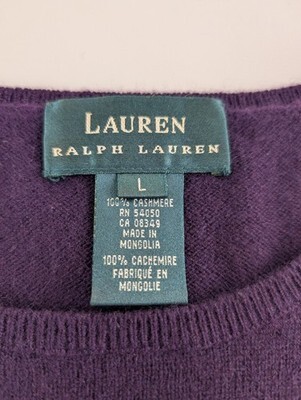 LAUREN
RALPH LAUREN
L
100% CASHMERE
RN 54050
CA 08349
MADE IN
MONGOLIA
100% CACHEMIRE
FABRIQUÉ EN
MONGOLIE